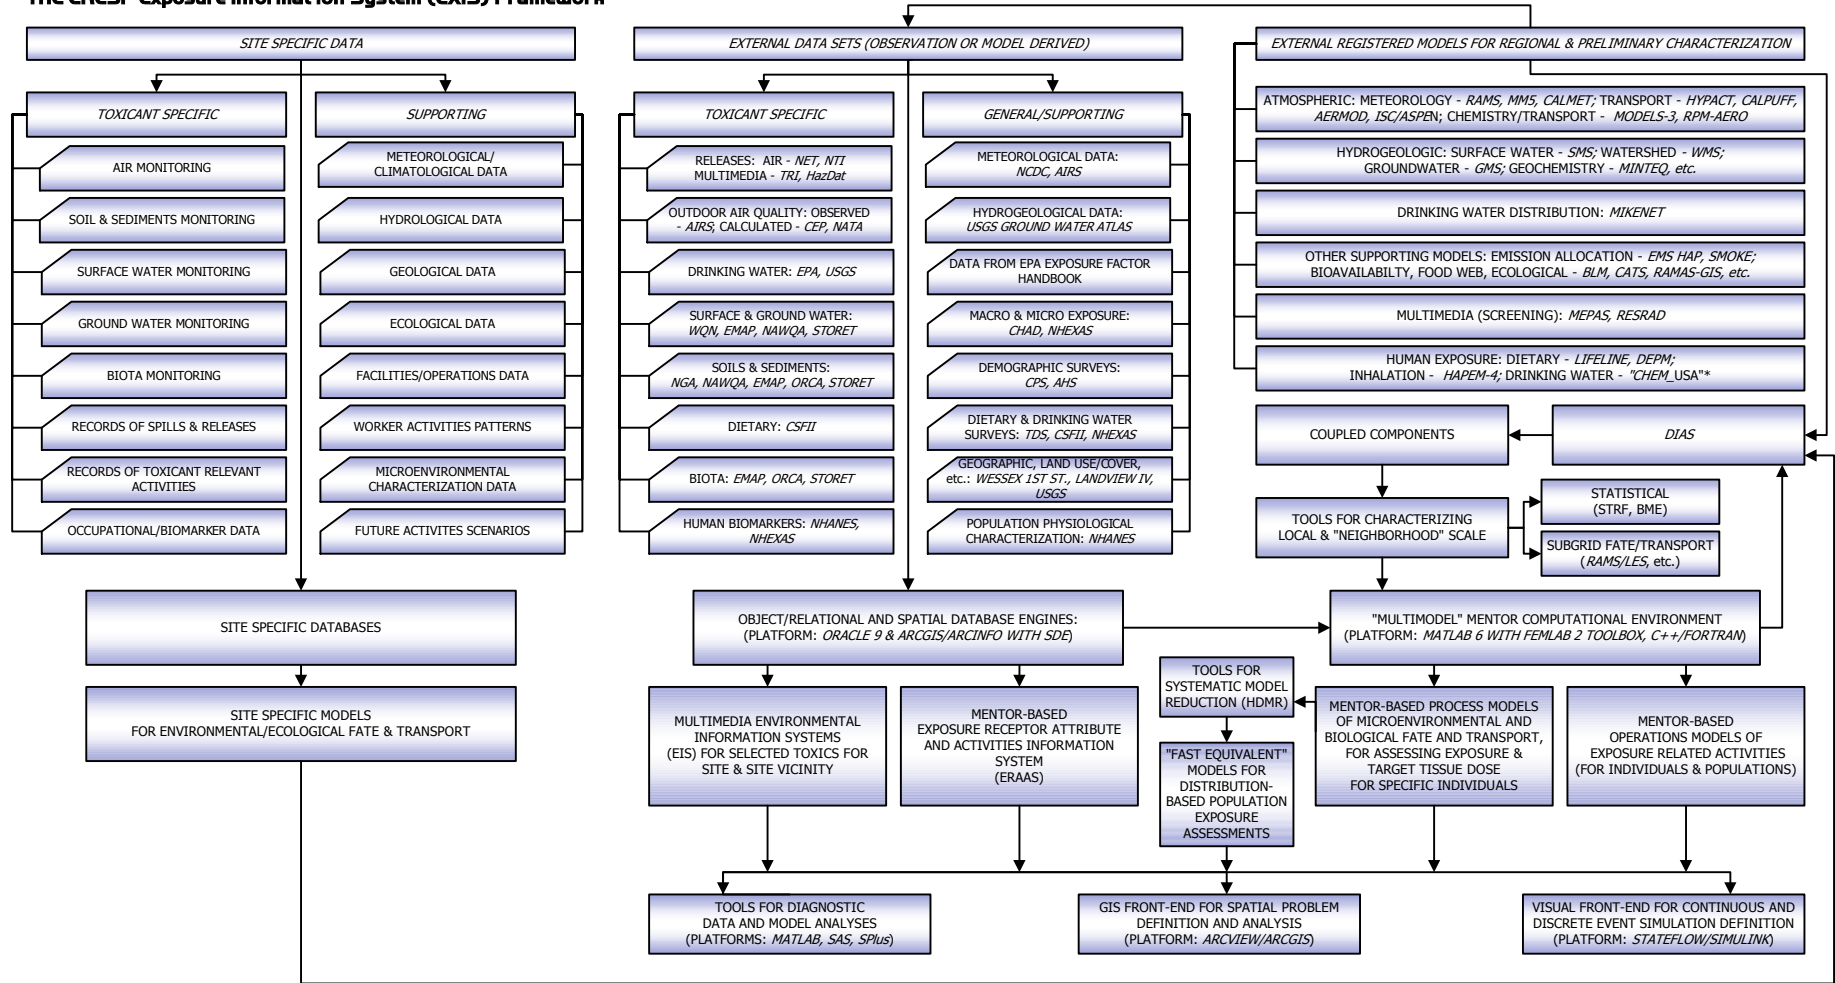 The CRESP Exposure Information System (EXIS) Framework
SITE SPECIFIC DATA
TOXICANT SPECIFIC
AIR MONITORING
SOIL & SEDIMENTS MONITORING
SURFACE WATER MONITORING
GROUND WATER MONITORING
BIOTA MONITORING
RECORDS OF SPILLS & RELEASES
RECORDS OF TOXICANT RELEVANT
ACTIVITIES
OCCUPATIONAL/BIOMARKER DATA
SUPPORTING
METEOROLOGICAL/
CLIMATOLOGICAL DATA
HYDROLOGICAL DATA
GEOLOGICAL DATA
ECOLOGICAL DATA
FACILITIES/OPERATIONS DATA
WORKER ACTIVITIES PATTERNS
MICROENVIRONMENTAL
CHARACTERIZATION DATA
FUTURE ACTIVITES SCENARIOS
SITE SPECIFIC DATABASES
SITE SPECIFIC MODELS
FOR ENVIRONMENTAL/ECOLOGICAL FATE & TRANSPORT
EXTERNAL DATA SETS (OBSERVATION OR MODEL DERIVED)
TOXICANT SPECIFIC
RELEASES: AIR - NET, NTI
MULTIMEDIA - TRI, HazDat
OUTDOOR AIR QUALITY: OBSERVED
- AIRS; CALCULATED - CEP, NATA
DRINKING WATER: EPA, USGS
SURFACE & GROUND WATER:
WQN, EMAP, NAWQA, STORET
SOILS & SEDIMENTS:
NGA, NAWQA, EMAP, ORCA, STORET
DIETARY: CSFII
BIOTA: EMAP, ORCA, STORET
HUMAN BIOMARKERS: NHANES,
NHEXAS
GENERAL/SUPPORTING
METEOROLOGICAL DATA:
NCDC, AIRS
HYDROGEOLOGICAL DATA:
USGS GROUND WATER ATLAS
DATA FROM EPA EXPOSURE FACTOR
HANDBOOK
MACRO & MICRO EXPOSURE:
CHAD, NHEXAS
DEMOGRAPHIC SURVEYS:
CPS, AHS
DIETARY & DRINKING WATER
SURVEYS: TDS, CSFII, NHEXAS
GEOGRAPHIC, LAND USE/COVER,
etc.: WESSEX 1ST ST., LANDVIEW IV,
USGS
POPULATION PHYSIOLOGICAL
CHARACTERIZATION: NHANES
EXTERNAL REGISTERED MODELS FOR REGIONAL & PRELIMINARY CHARACTERIZATION
ATMOSPHERIC: METEOROLOGY - RAMS, MM5, CALMET; TRANSPORT - HYPACT, CALPUFF,
AERMOD, ISC/ASPEN; CHEMISTRY/TRANSPORT - MODELS-3, RPM-AERO
HYDROGEOLOGIC: SURFACE WATER - SMS; WATERSHED - WMS;
GROUNDWATER - GMS; GEOCHEMISTRY - MINTEQ, etc.
DRINKING WATER DISTRIBUTION: MIKENET
OTHER SUPPORTING MODELS: EMISSION ALLOCATION - EMS HAP, SMOKE;
BIOAVAILABILTY, FOOD WEB, ECOLOGICAL - BLM, CATS, RAMAS-GIS, etc.
MULTIMEDIA (SCREENING): MEPAS, RESRAD
HUMAN EXPOSURE: DIETARY - LIFELINE, DEPM;
INHALATION - HAPEM-4; DRINKING WATER - "CHEM_USA"*
COUPLED COMPONENTS
DIAS
TOOLS FOR CHARACTERIZING
LOCAL & "NEIGHBORHOOD" SCALE
STATISTICAL
(STRF, BME)
SUBGRID FATE/TRANSPORT
(RAMS/LES, etc.)
OBJECT/RELATIONAL AND SPATIAL DATABASE ENGINES:
(PLATFORM: ORACLE 9 & ARCGIS/ARCINFO WITH SDE)
"MULTIMODEL" MENTOR COMPUTATIONAL ENVIRONMENT
(PLATFORM: MATLAB 6 WITH FEMLAB 2 TOOLBOX, C++/FORTRAN)
MULTIMEDIA ENVIRONMENTAL
INFORMATION SYSTEMS
(EIS) FOR SELECTED TOXICS FOR
SITE & SITE VICINITY
MENTOR-BASED
EXPOSURE RECEPTOR ATTRIBUTE
AND ACTIVITIES INFORMATION
SYSTEM
(ERAAS)
TOOLS FOR
SYSTEMATIC MODEL
REDUCTION (HDMR)
"FAST EQUIVALENT"
MODELS FOR
DISTRIBUTION-
BASED POPULATION
EXPOSURE
ASSESSMENTS
MENTOR-BASED PROCESS MODELS
OF MICROENVIRONMENTAL AND
BIOLOGICAL FATE AND TRANSPORT,
FOR ASSESSING EXPOSURE &
TARGET TISSUE DOSE
FOR SPECIFIC INDIVIDUALS
MENTOR-BASED
OPERATIONS MODELS OF
EXPOSURE RELATED ACTIVITIES
(FOR INDIVIDUALS & POPULATIONS)
TOOLS FOR DIAGNOSTIC
DATA AND MODEL ANALYSES
(PLATFORMS: MATLAB, SAS, SPlus)
GIS FRONT-END FOR SPATIAL PROBLEM
DEFINITION AND ANALYSIS
(PLATFORM: ARCVIEW/ARCGIS)
VISUAL FRONT-END FOR CONTINUOUS AND
DISCRETE EVENT SIMULATION DEFINITION
(PLATFORM: STATEFLOW/SIMULINK)